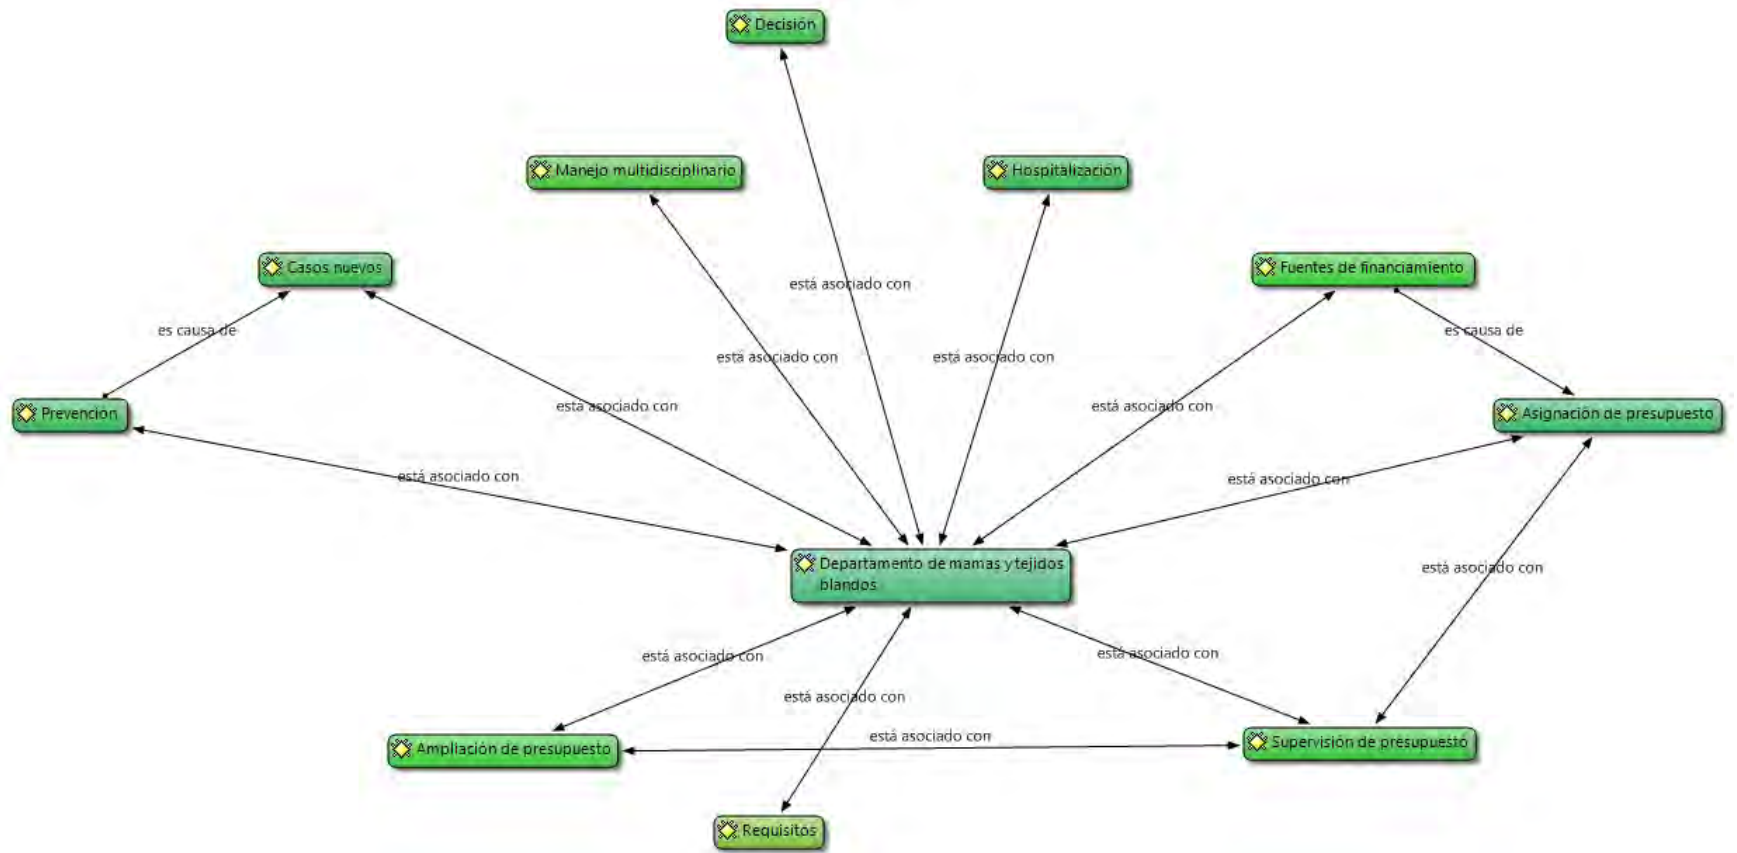 Decisión
Manejo multidisciplinario
Hospitalización
Casos nuevos
Fuentes de financiamiento
está asociado con
es causa de
es causa de
está asociado con
está asociado con
Prevención
está asociado con
está asociado con
Asignación de presupuesto
está asociado con
está asociado con
Departamento de mamas y tejidos
blandos
está asociado con
está asociado con
está asociado con
está asociado con
está asociado con
Ampliación de presupuesto
Supervisión de presupuesto
Requisitos